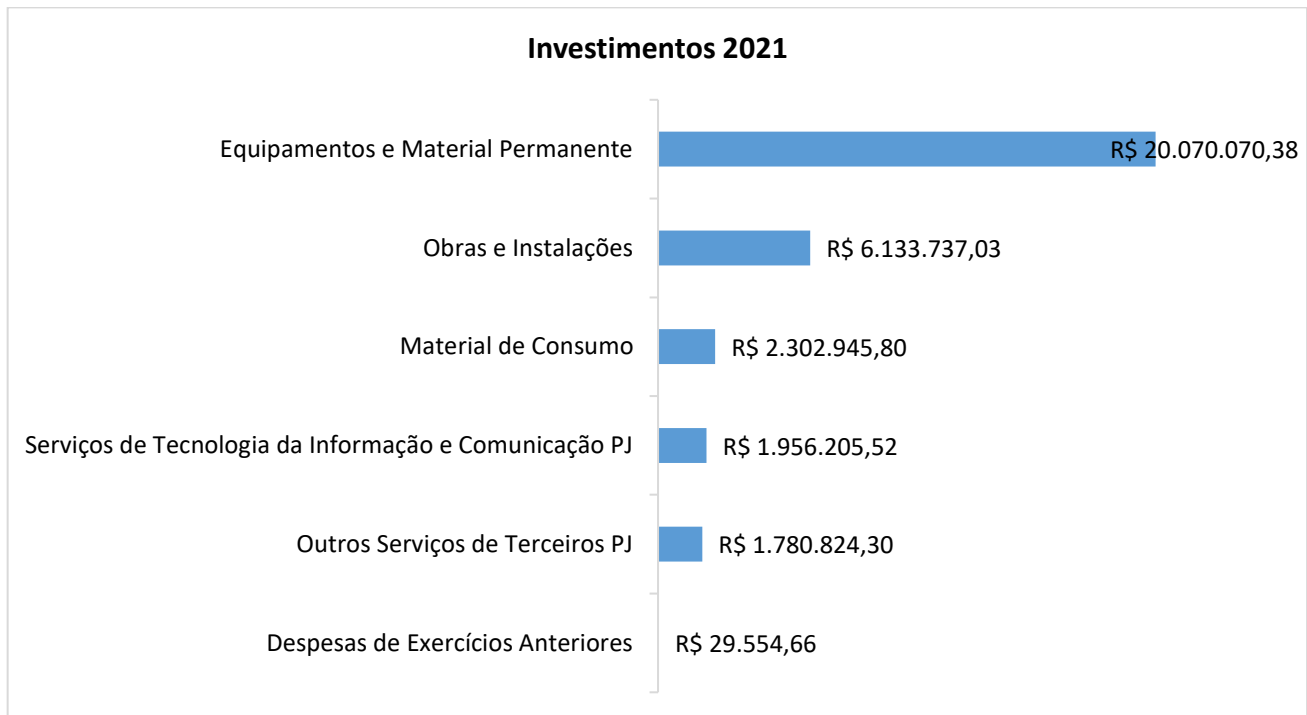 Investimentos 2021
Equipamentos e Material Permanente R$ 20.070.070,38
Obras e Instalações R$ 6.133.737,03
Material de Consumo R$ 2.302.945,80
Serviços de Tecnologia da Informação e Comunicação PJ R$ 1.956.205,52
Outros Serviços de Terceiros PJ R$ 1.780.824,30
Despesas de Exercícios Anteriores R$ 29.554,66